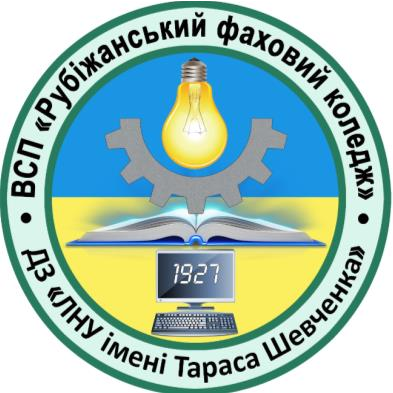 ВСП «Рубіжанський фаховий коледж»
1927
ДЗ «ЛНУ імені Тараса Шевченка»